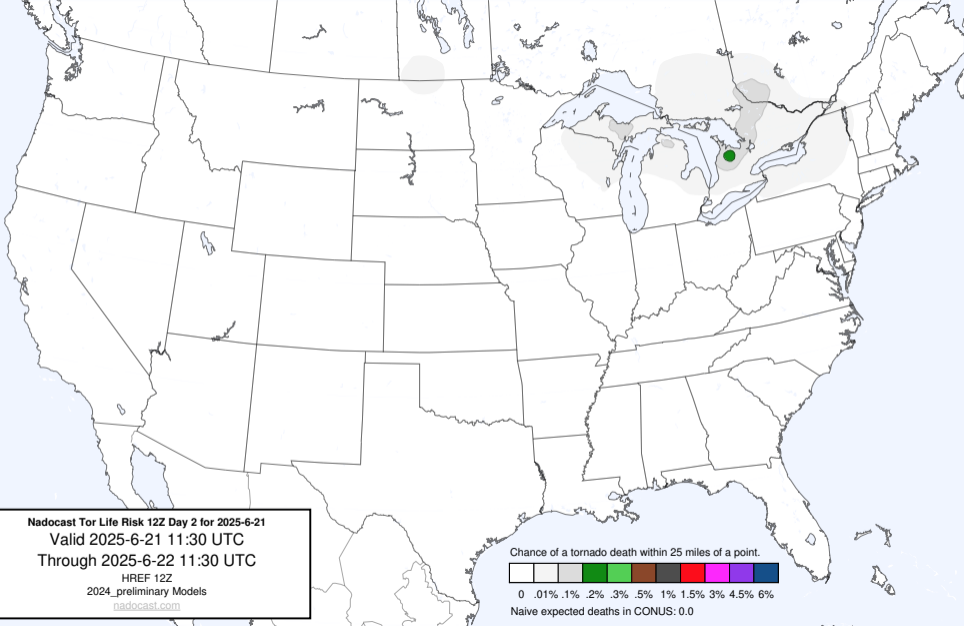 Nadocast Tor Life Risk 12Z Day 2 for 2025-6-21
Valid 2025-6-21 11:30 UTC
Through 2025-6-22 11:30 UTC
HREF 12Z
2024_preliminary Models
nadocast.com
Chance of a tornado death within 25 miles of a point.
0 .01% .1% .2% .3% .5% 1% 1.5% 3% 4.5% 6%
Naive expected deaths in CONUS: 0.0